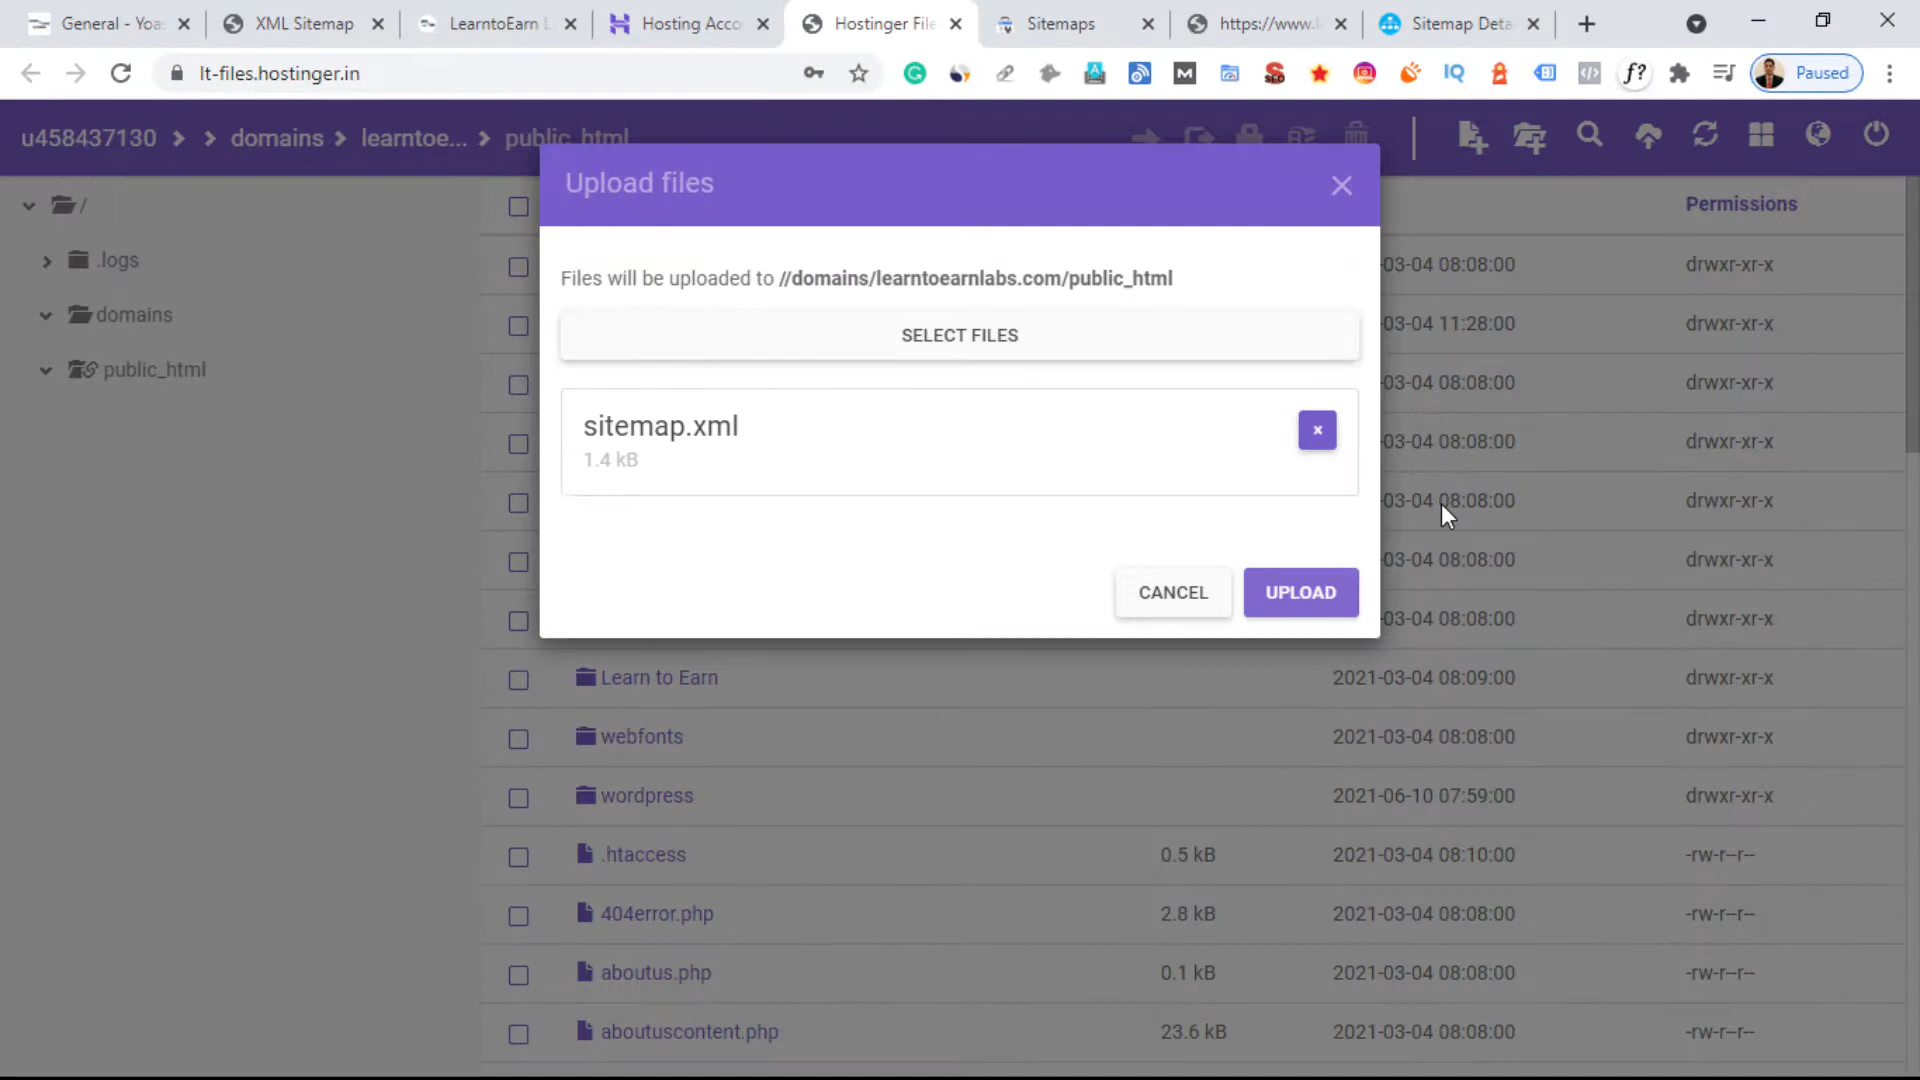 General - Yoa
XML Sitemap
LearntoEarn L
Hosting Acco
Hostinger File
Sitemaps
https://www.l
Sitemap Deta
lt-files.hostinger.in
IQ
f?
Paused
u458437130
domains
learntoe...
public_html
Upload files
/
Permissions
.logs
-03-04 08:08:00 drwxr-xr-x
Files will be uploaded to //domains/learntoearnlabs.com/public_html
domains
-03-04 11:28:00 drwxr-xr-x
SELECT FILES
public_html
-03-04 08:08:00 drwxr-xr-x
sitemap.xml
-03-04 08:08:00 drwxr-xr-x
1.4 kB
-03-04 08:08:00 drwxr-xr-x
-03-04 08:08:00 drwxr-xr-x
CANCEL
UPLOAD
-03-04 08:08:00 drwxr-xr-x
Learn to Earn 2021-03-04 08:09:00 drwxr-xr-x
webfonts 2021-03-04 08:08:00 drwxr-xr-x
wordpress 2021-06-10 07:59:00 drwxr-xr-x
.htaccess 0.5 kB 2021-03-04 08:10:00 -rw-r--r--
404error.php 2.8 kB 2021-03-04 08:08:00 -rw-r--r--
aboutus.php 0.1 kB 2021-03-04 08:08:00 -rw-r--r--
aboutuscontent.php 23.6 kB 2021-03-04 08:08:00 -rw-r--r--